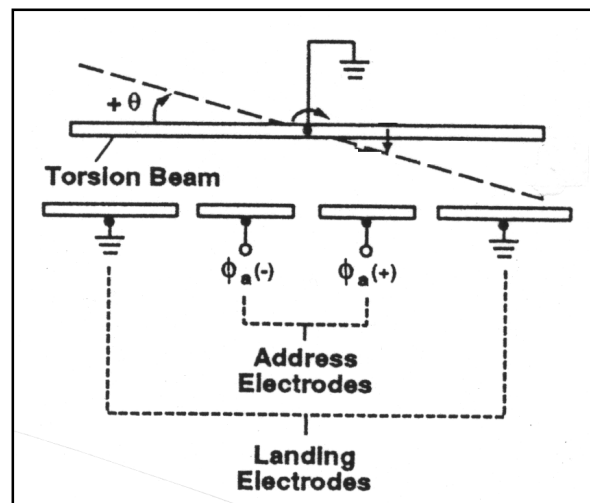 + θ
Torsion Beam
ϕa(-)
ϕa(+)
Address
Electrodes
Landing
Electrodes